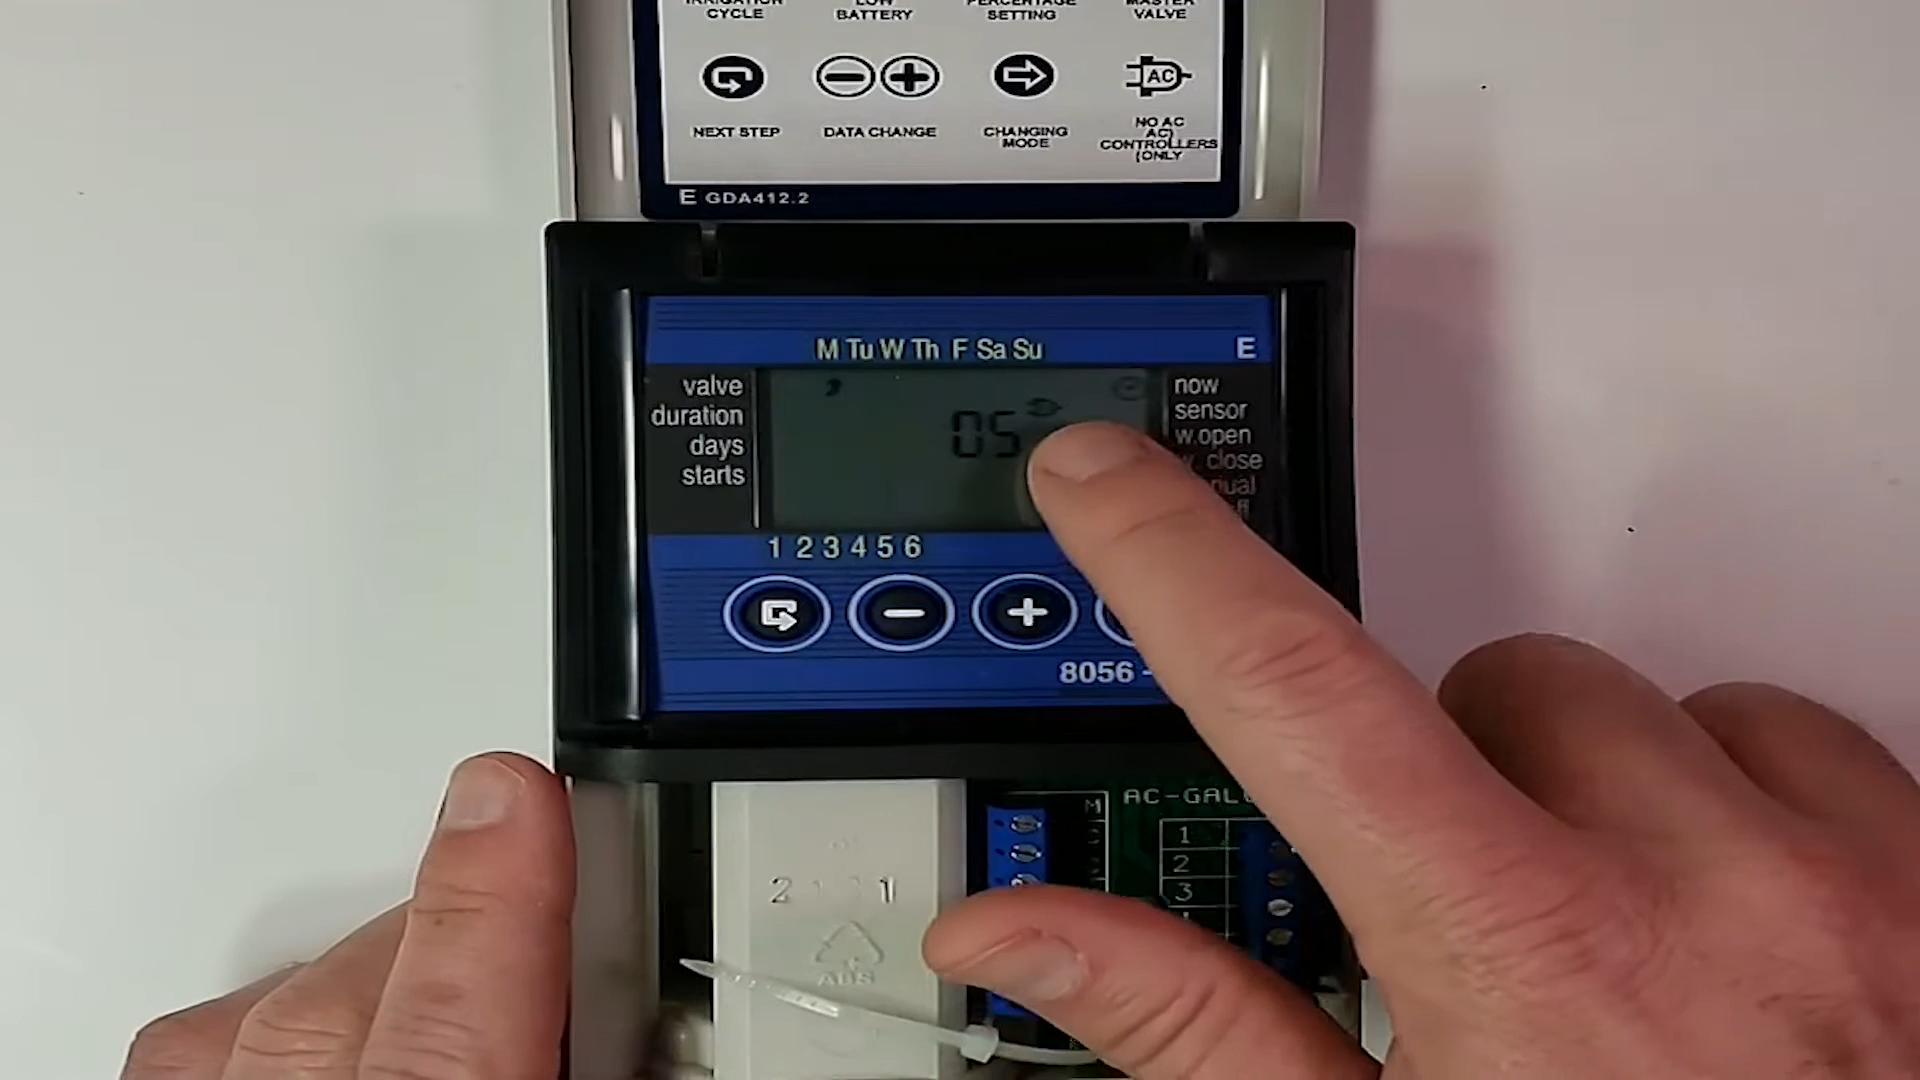 IRRIGATION LOW PERCENTAGE MASTER
CYCLE BATTERY SETTING VALVE
AC
NEXT STEP DATA CHANGE CHANGING MODE NO AC
AC)
CONTROLLERS
(ONLY
E GDA412.2
M Tu W Th F Sa Su E
valve
duration
days
starts
05
now
sensor
w.open
close
1 2 3 4 5 6
8056 -
M
AC-GAL
1
2
3
2 1
ABS